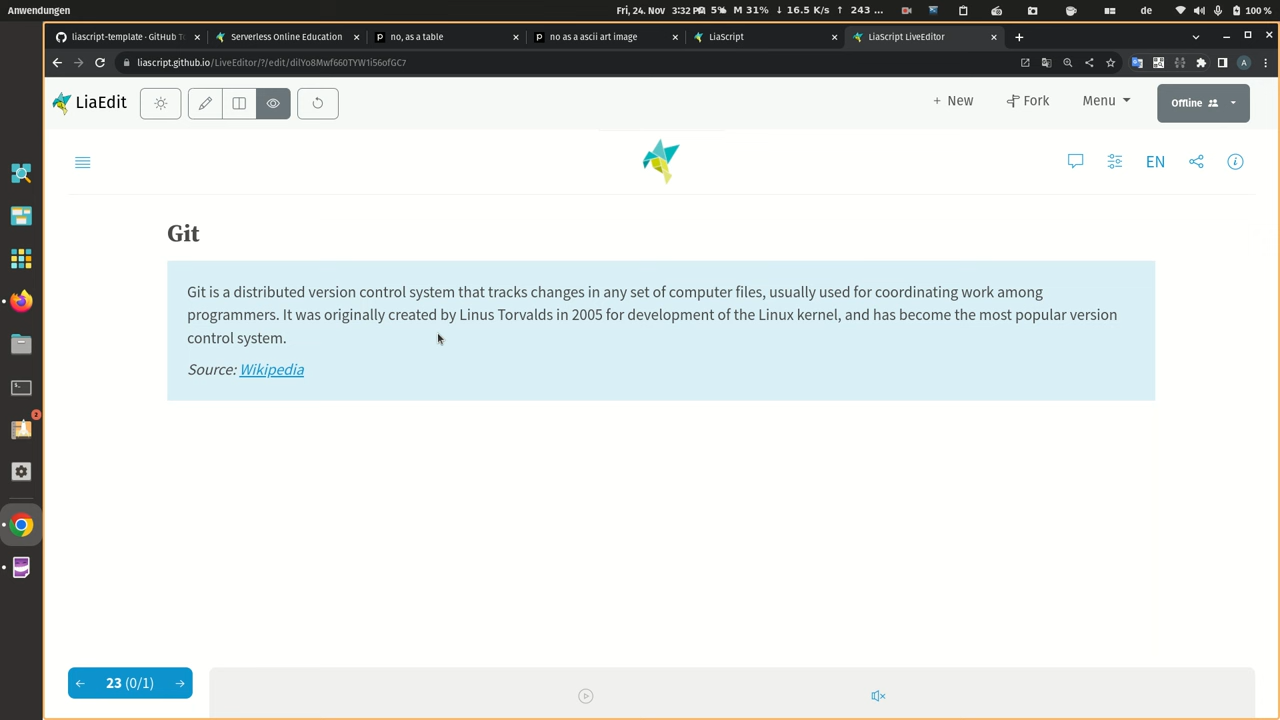 Anwendungen
Fri, 24. Nov 3:32 PM 5% M 31% ↓ 16.5 K/s ↑ 243 ... de 100 %
liascript-template · GitHub T
Serverless Online Education
no, as a table
no as a ascii art image
LiaScript
LiaScript LiveEditor
liascript.github.io/LiveEditor/?/edit/dilYo8Mwf660TYW1i56ofGC7
LiaEdit
+ New
Fork
Menu
Offline
EN
Git
Git is a distributed version control system that tracks changes in any set of computer files, usually used for coordinating work among
programmers. It was originally created by Linus Torvalds in 2005 for development of the Linux kernel, and has become the most popular version
control system.
Source: Wikipedia
2
← 23 (0/1) →